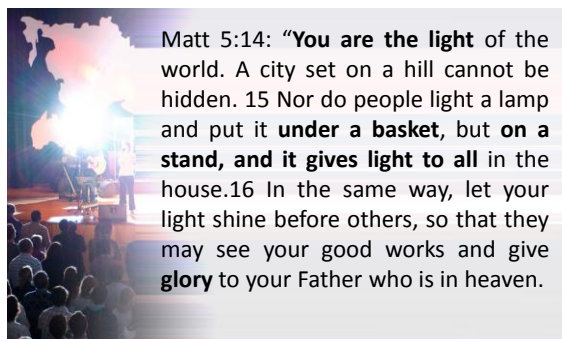 Matt 5:14: “You are the light of the
world. A city set on a hill cannot be
hidden. 15 Nor do people light a lamp
and put it under a basket, but on a
stand, and it gives light to all in the
house.16 In the same way, let your
light shine before others, so that they
may see your good works and give
glory to your Father who is in heaven.